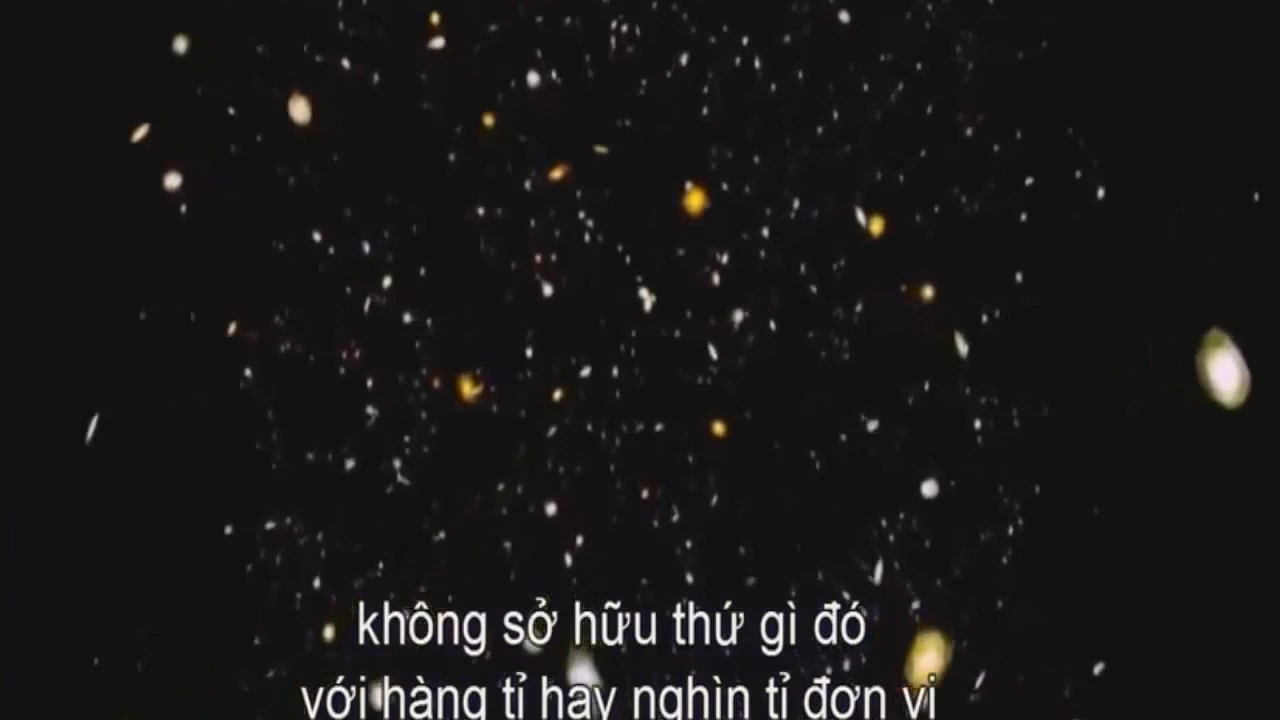 không sở hữu thứ gì đó
với hàng tỉ hay nghìn tỉ đơn vị